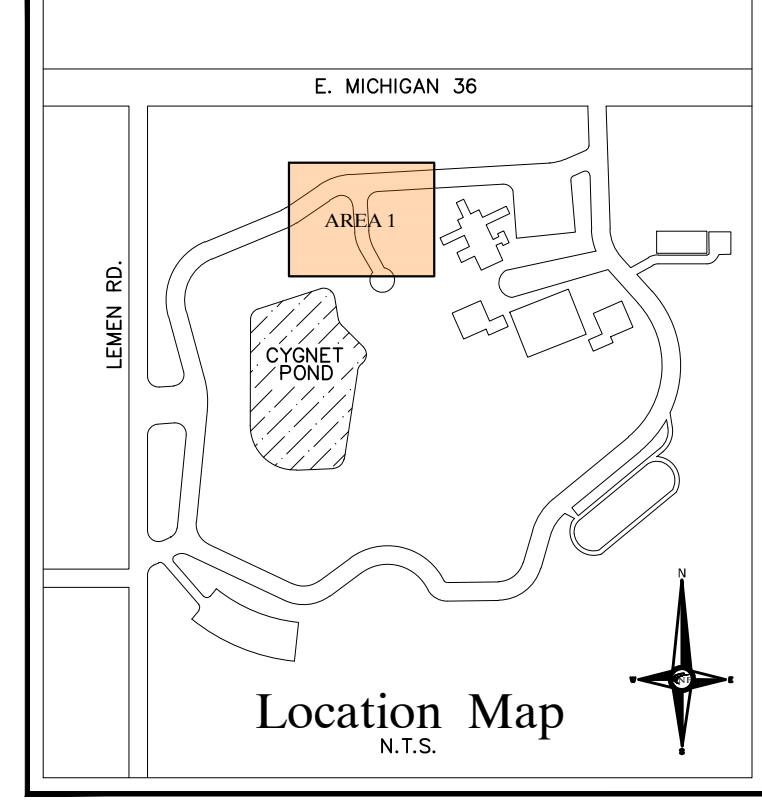 E. MICHIGAN 36
AREA 1
LEMEN RD.
CYGNET
POND
N
W
E
S
Location Map
N.T.S.